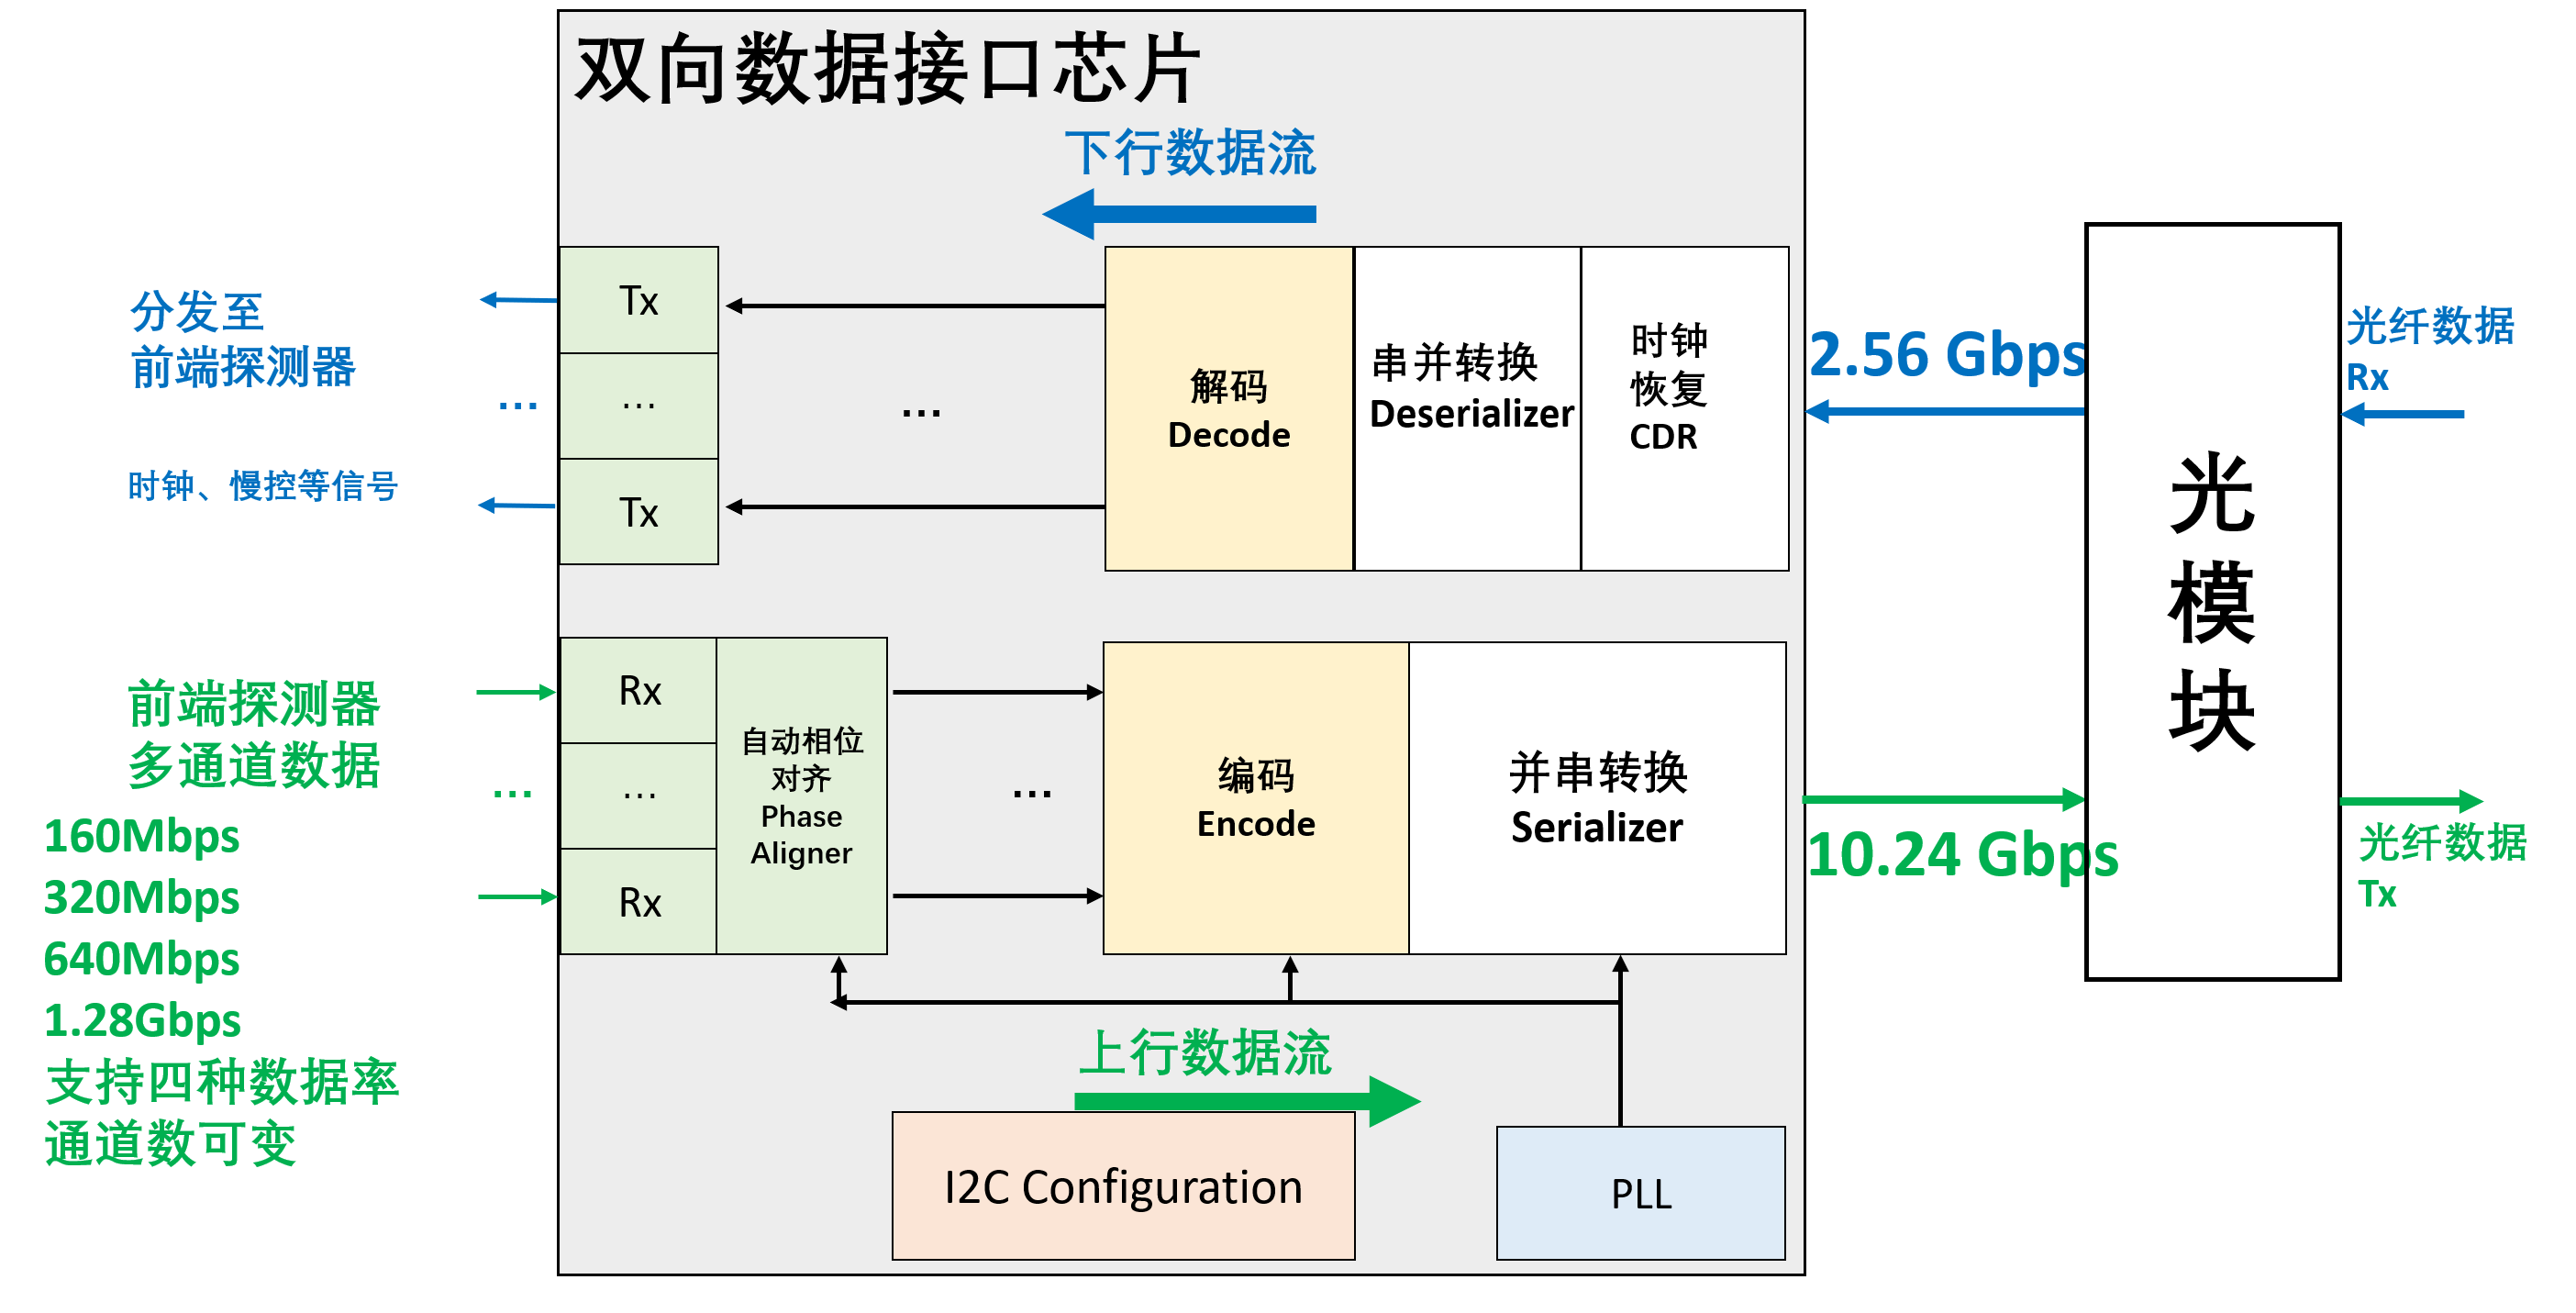 双向数据接口芯片
下行数据流
分发至
前端探测器
…
时钟、慢控等信号
Tx
…
Tx
…
解码
Decode
串并转换
Deserializer
时钟
恢复
CDR
2.56 Gbps
光纤数据
Rx
光
模
块
前端探测器
多通道数据
…
160Mbps
320Mbps
640Mbps
1.28Gbps
支持四种数据率
通道数可变
Rx
…
Rx
自动相位
对齐
Phase
Aligner
…
编码
Encode
并串转换
Serializer
10.24 Gbps
光纤数据
Tx
上行数据流
I2C Configuration
PLL